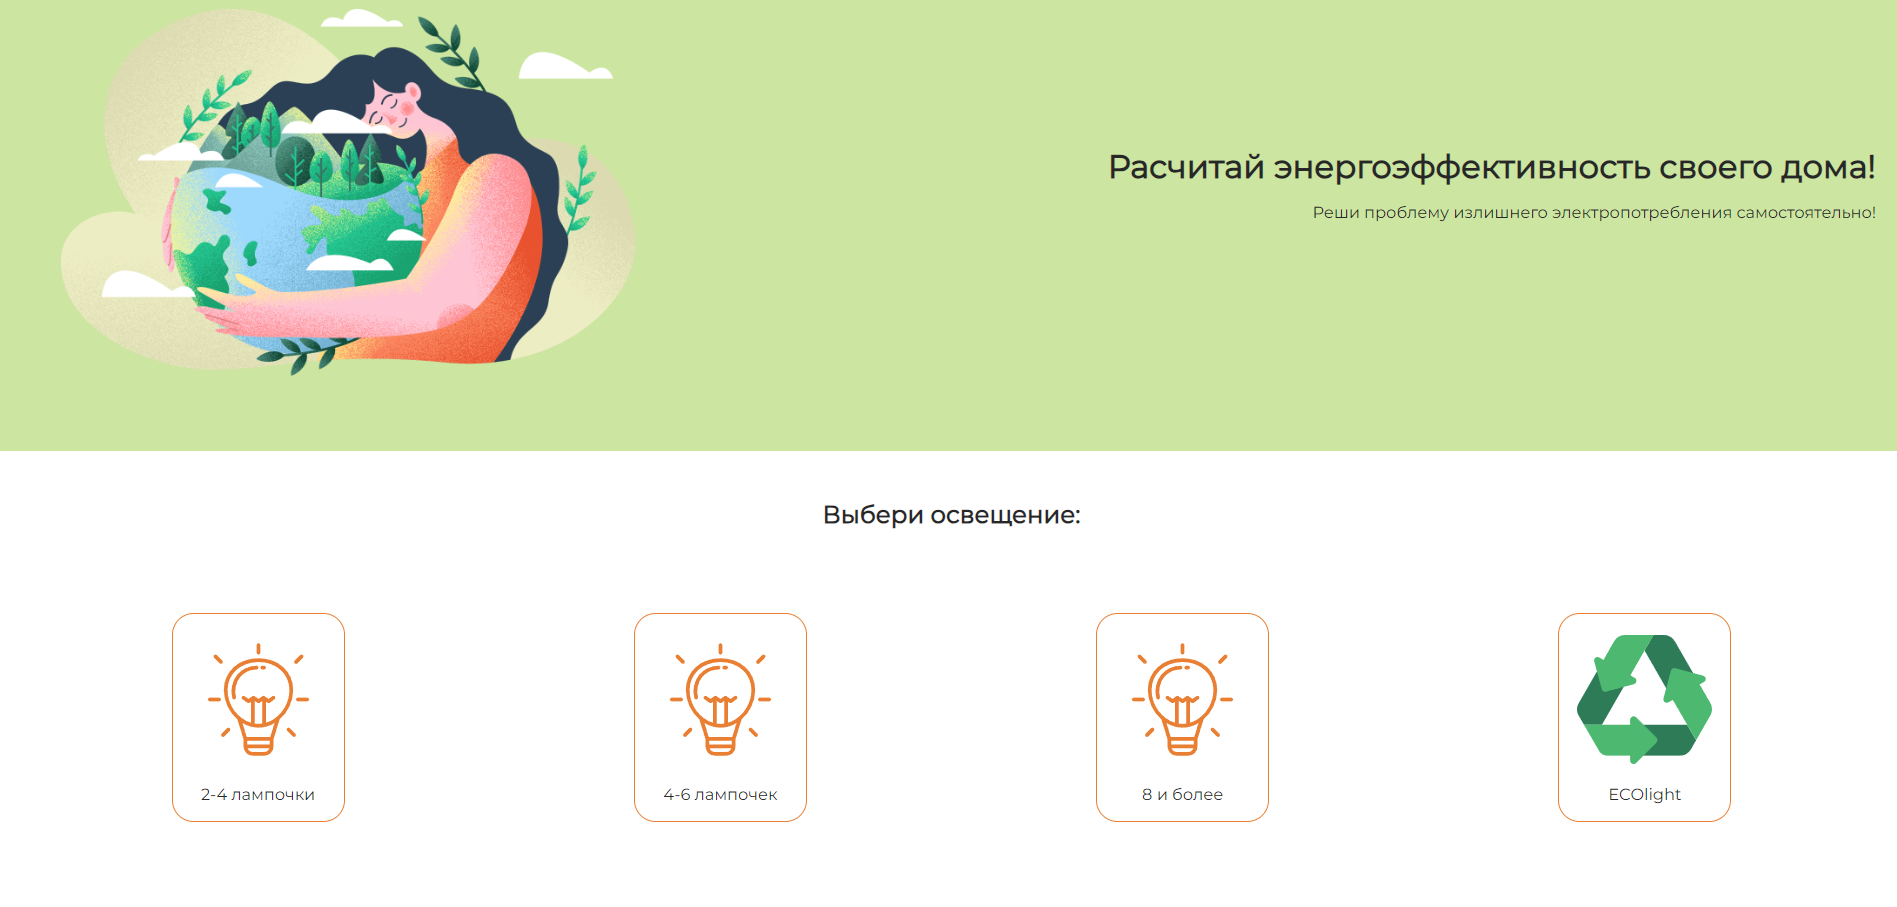 Расчитай энергоэффективность своего дома!
Реши проблему излишнего электропотребления самостоятельно!
Выбери освещение:
2-4 лампочки
4-6 лампочек
8 и более
ECOlight